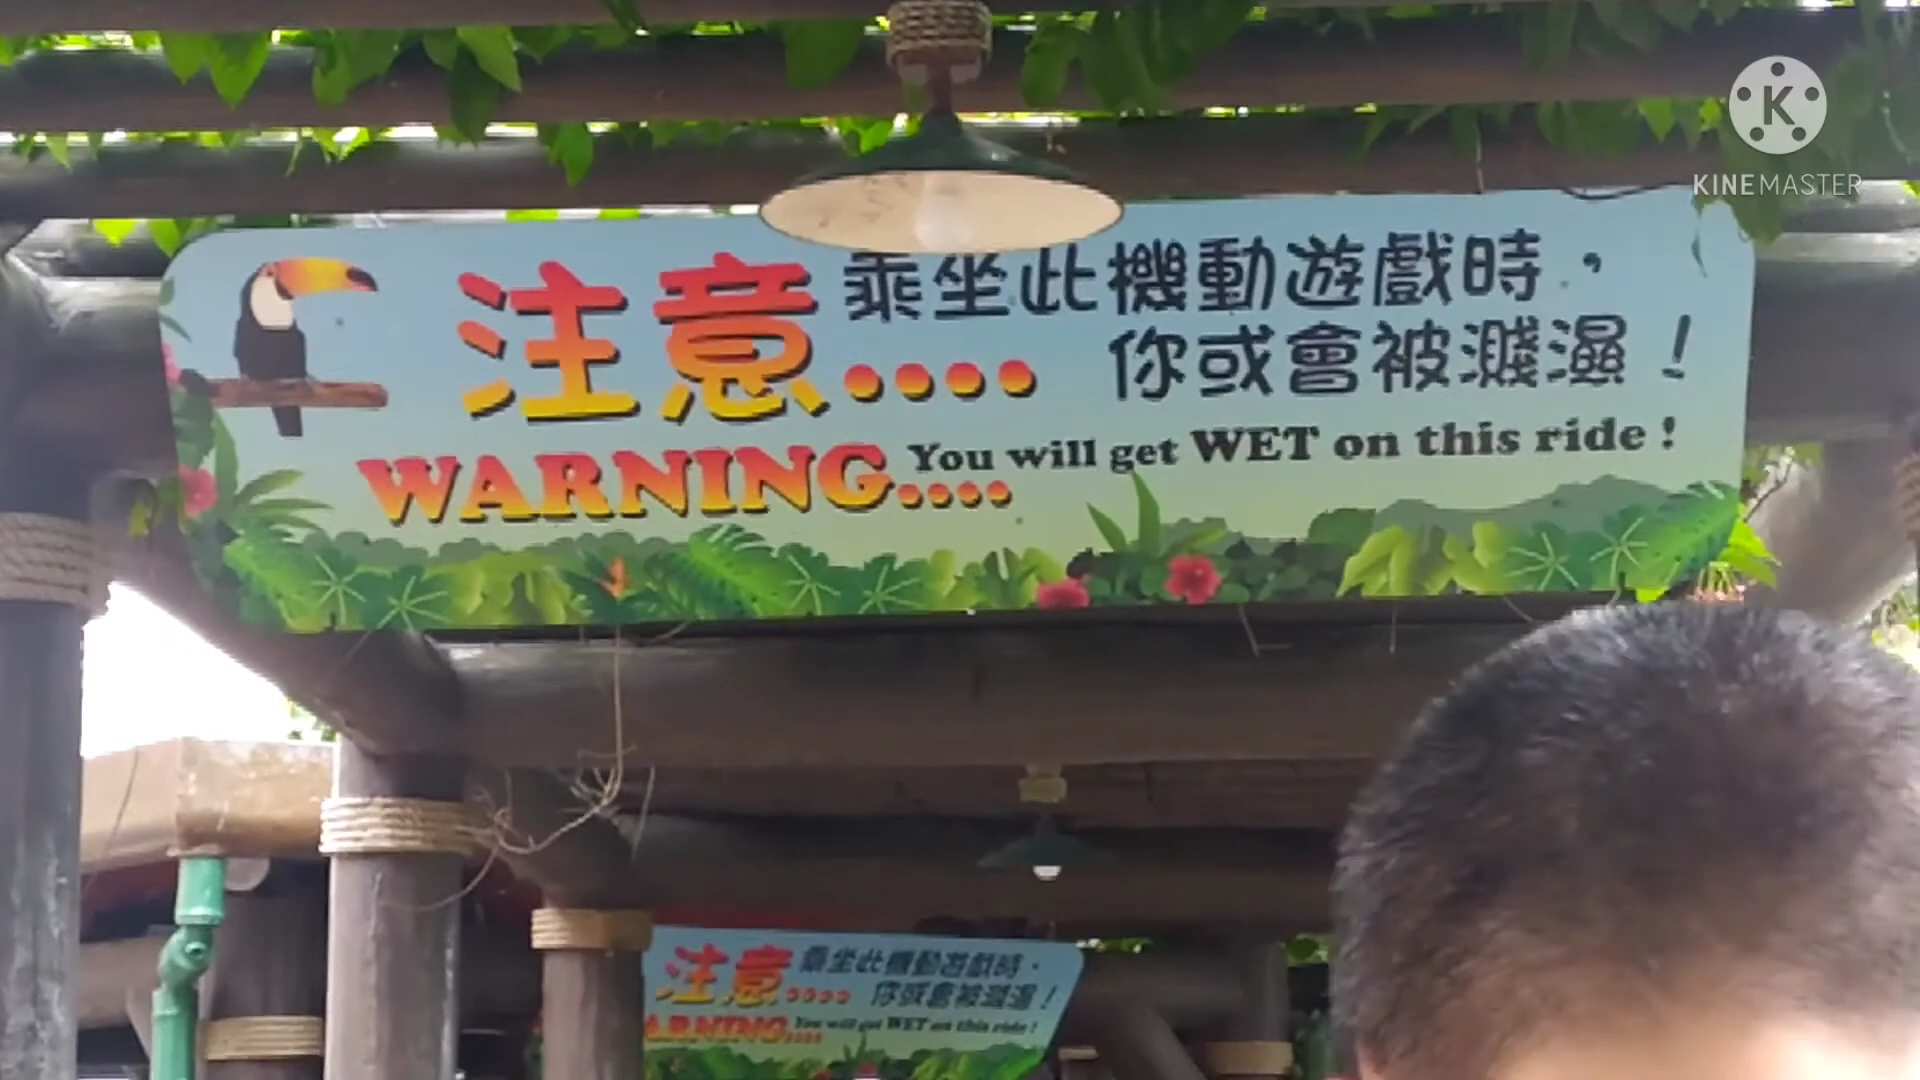 KINEMASTER
注意.... 乘坐此機動遊戲時，
你或會被濺濕！
WARNING.... You will get WET on this ride!
注意.... 乘坐此機動遊戲時，
你或會被濺濕！
ARNING.... You will get WET on this ride!